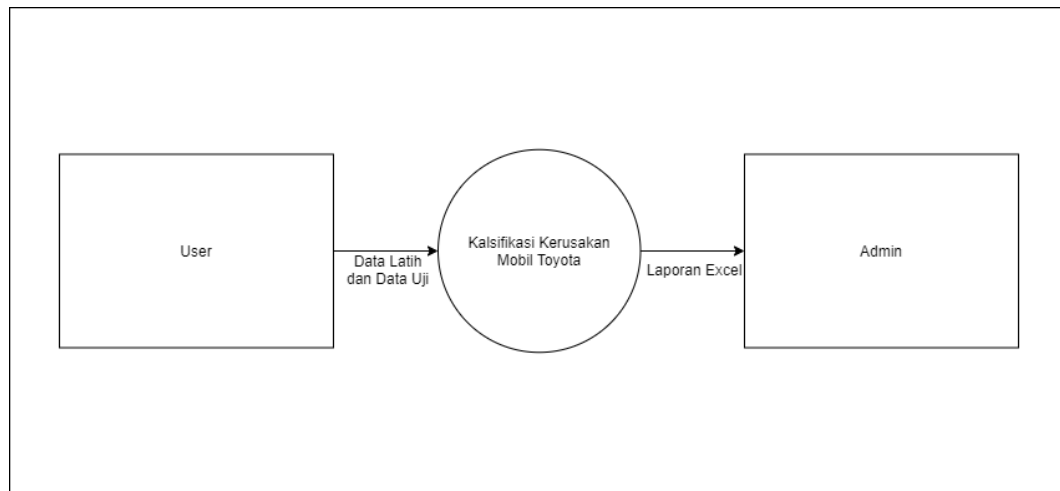 User
Data Latih
dan Data Uji
Kalsifikasi Kerusakan
Mobil Toyota
Laporan Excel
Admin